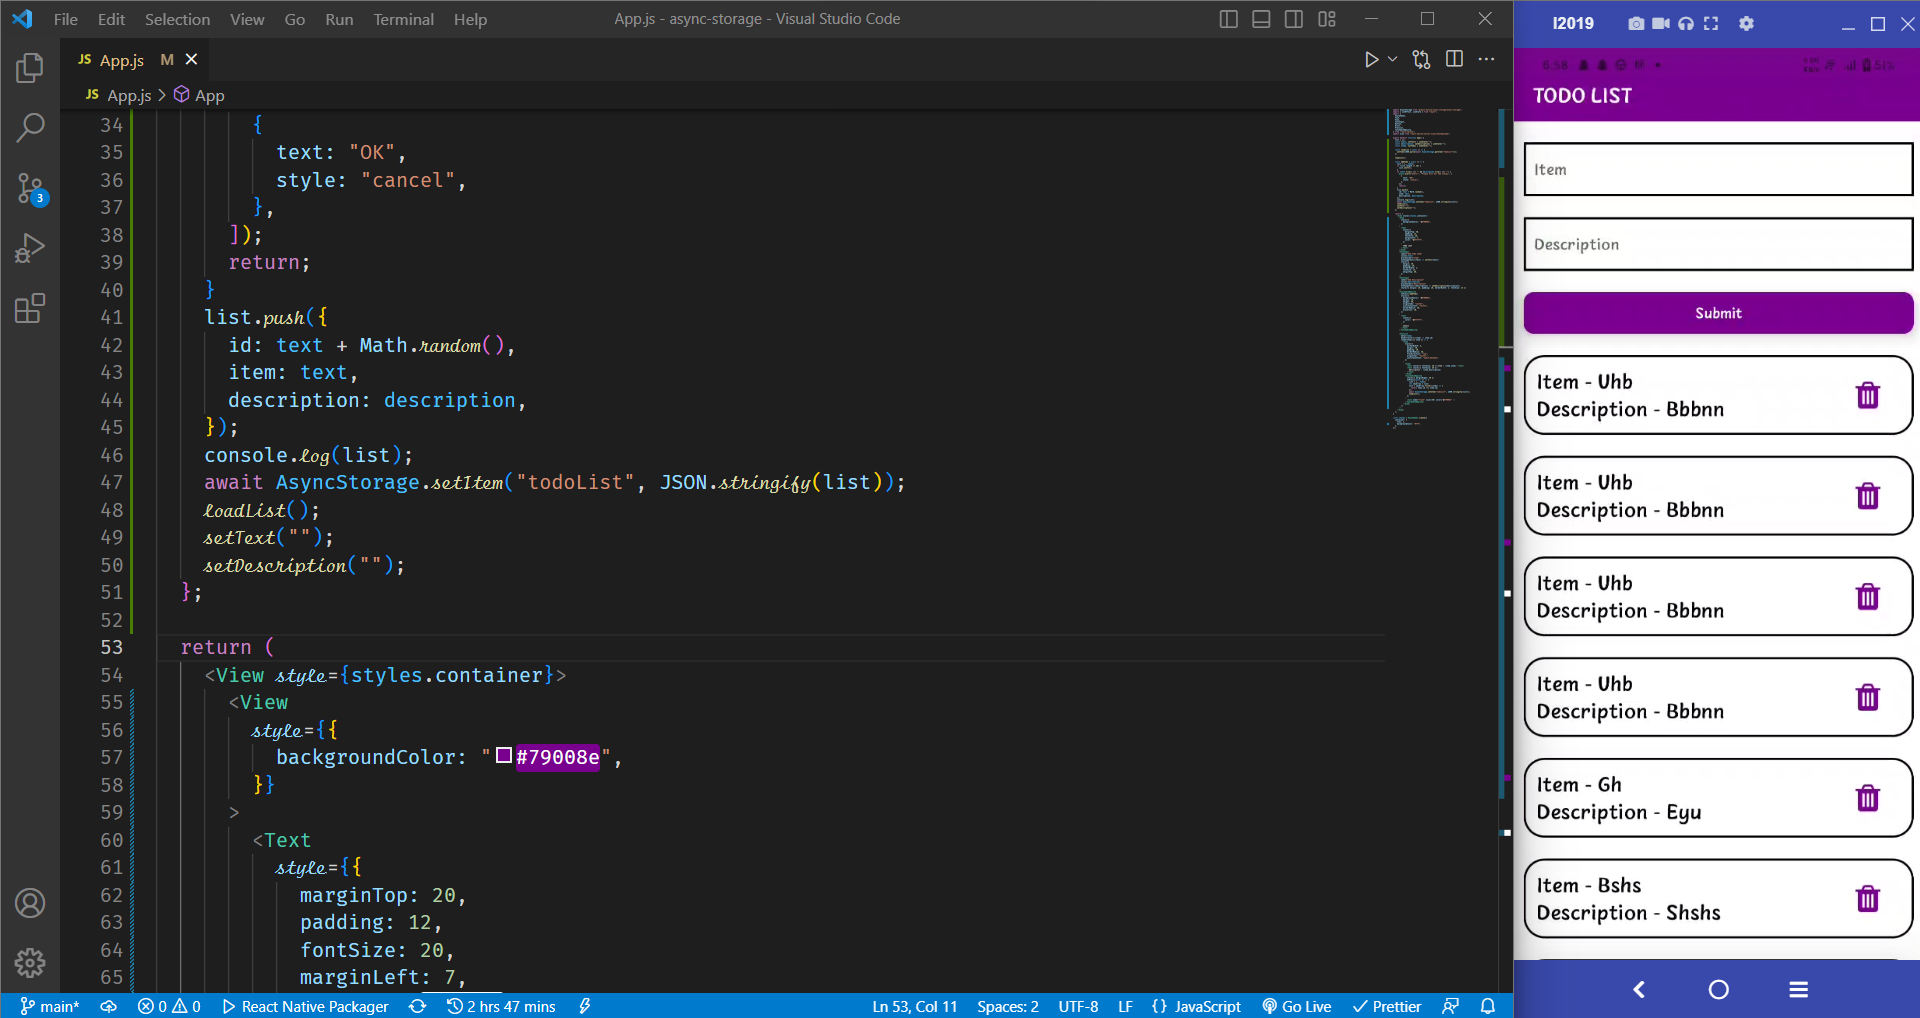 File Edit Selection View Go Run Terminal Help
App.js - async-storage - Visual Studio Code
JS App.js M
JS App.js > App
34 {
35 text: "OK",
36 style: "cancel",
37 },
38 ]);
39 return;
40 }
41 list.push({
42 id: text + Math.random(),
43 item: text,
44 description: description,
45 });
46 console.log(list);
47 await AsyncStorage.setItem("todoList", JSON.stringify(list));
48 loadList();
49 setText("");
50 setDescription("");
51 };
52
53 return (
54 <View style={styles.container}>
55 <View
56 style={{
57 backgroundColor: "#79008e",
58 }}
59 >
60 <Text
61 style={{
62 marginTop: 20,
63 padding: 12,
64 fontSize: 20,
65 marginLeft: 7,
3
main* 0 0 React Native Packager 2 hrs 47 mins
Ln 53, Col 11 Spaces: 2 UTF-8 LF {} JavaScript Go Live Prettier
I2019
6:58 51%
TODO LIST
Item
Description
Submit
Item - Uhb
Description - Bbbnn
Item - Uhb
Description - Bbbnn
Item - Uhb
Description - Bbbnn
Item - Uhb
Description - Bbbnn
Item - Gh
Description - Eyu
Item - Bshs
Description - Shshs